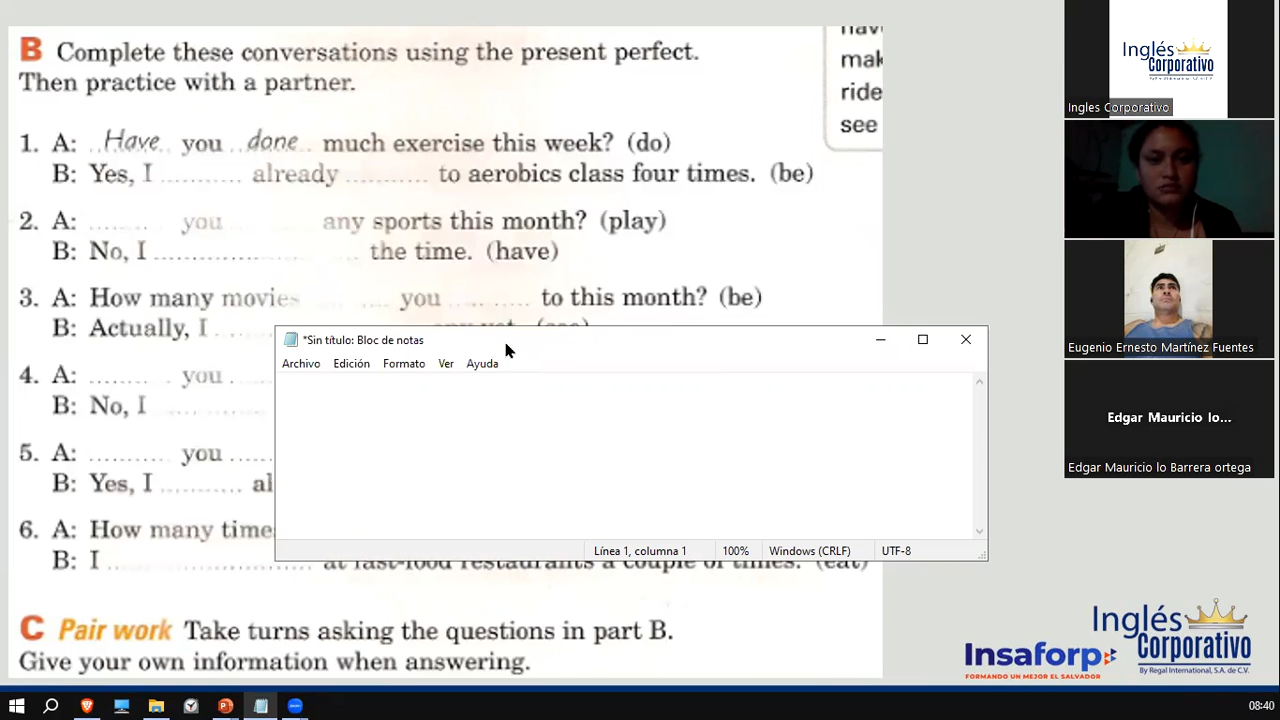 B Complete these conversations using the present perfect.
Then practice with a partner.
1. A: Have you done much exercise this week? (do)
B: Yes, I .......... already .......... to aerobics class four times. (be)
2. A: ....... you any sports this month? (play)
B: No, I .................... the time. (have)
3. A: How many movies .... you .......... to this month? (be)
B: Actually, I
4. A: ........ you
B: No, I
5. A: .......... you
B: Yes, I ..........
6. A: How many
B: I .................... at fast-food restaurants a couple of times. (eat)
C Pair work Take turns asking the questions in part B.
Give your own information when answering.
ride
see
*Sin título: Bloc de notas
Archivo Edición Formato Ver Ayuda
Línea 1, columna 1 100% Windows (CRLF) UTF-8
Inglés
Corporativo
Ingles Corporativo
Eugenio Ernesto Martínez Fuentes
Edgar Mauricio lo...
Edgar Mauricio lo Barrera ortega
Insaforp
FORMANDO UN MEJOR EL SALVADOR
Inglés
Corporativo
By Regal International, S.A. de C.V.
08:40